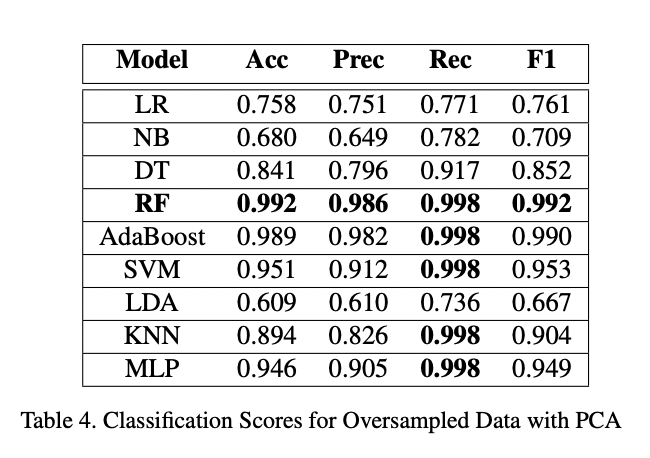 Model Acc Prec Rec F1
LR 0.758 0.751 0.771 0.761
NB 0.680 0.649 0.782 0.709
DT 0.841 0.796 0.917 0.852
RF 0.992 0.986 0.998 0.992
AdaBoost 0.989 0.982 0.998 0.990
SVM 0.951 0.912 0.998 0.953
LDA 0.609 0.610 0.736 0.667
KNN 0.894 0.826 0.998 0.904
MLP 0.946 0.905 0.998 0.949
Table 4. Classification Scores for Oversampled Data with PCA